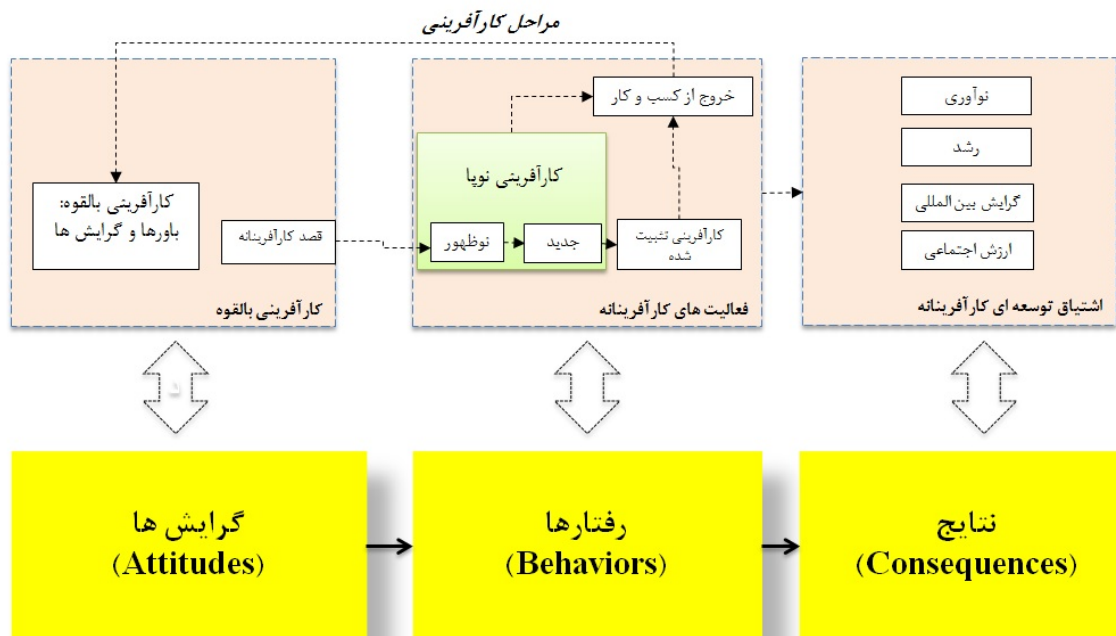 مراحل کارآفرینی
کارآفرینی بالقوه:
باورها و گرایش ها
قصد کارآفرینانه
کارآفرینی بالقوه
خروج از کسب و کار
کارآفرینی نوپا
نوظهور
جدید
کارآفرینی تثبیت
شده
فعالیت های کارآفرینانه
نوآوری
رشد
گرایش بین المللی
ارزش اجتماعی
اشتیاق توسعه ای کارآفرینانه
د
گرایش ها
(Attitudes)
رفتارها
(Behaviors)
نتایج
(Consequences)